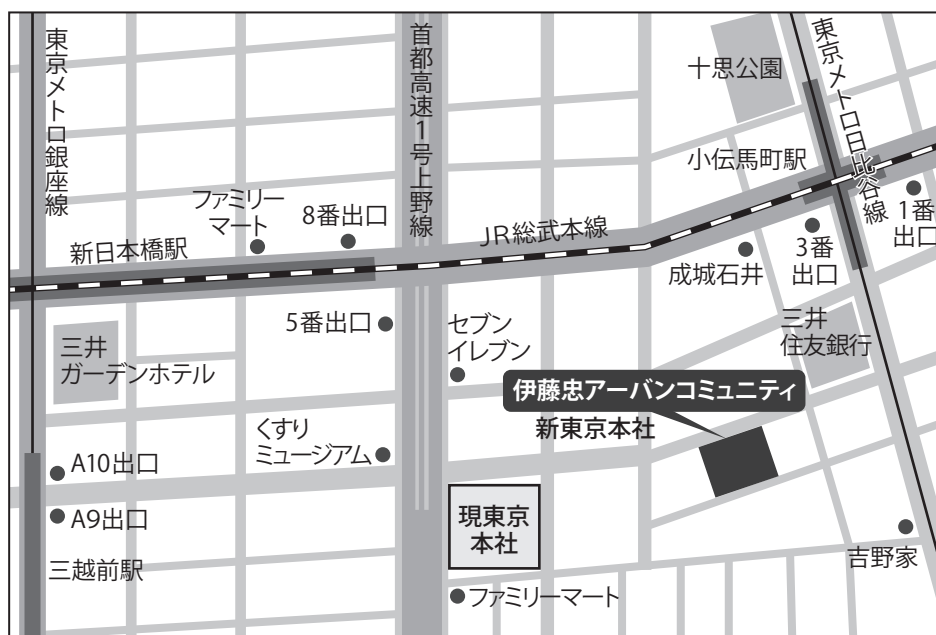 東京メトロ銀座線
首都高速1号上野線
東京メトロ日比谷線
十思公園
小伝馬町駅
ファミリー
マート
8番出口
新日本橋駅
JR総武本線
1番
出口
3番
出口
成城石井
5番出口
セブン
イレブン
三井
住友銀行
三井
ガーデンホテル
伊藤忠アーバンコミュニティ
新東京本社
くすり
ミュージアム
A10出口
A9出口
現東京
本社
三越前駅
吉野家
ファミリーマート